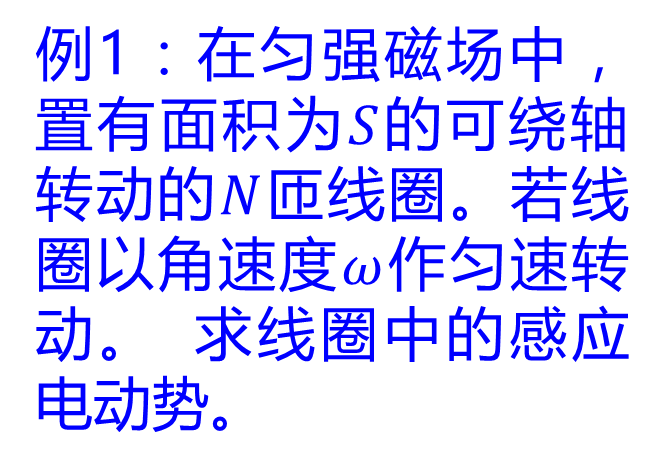 例1：在匀强磁场中，
置有面积为S的可绕轴
转动的N匝线圈。若线
圈以角速度ω作匀速转
动。 求线圈中的感应
电动势。